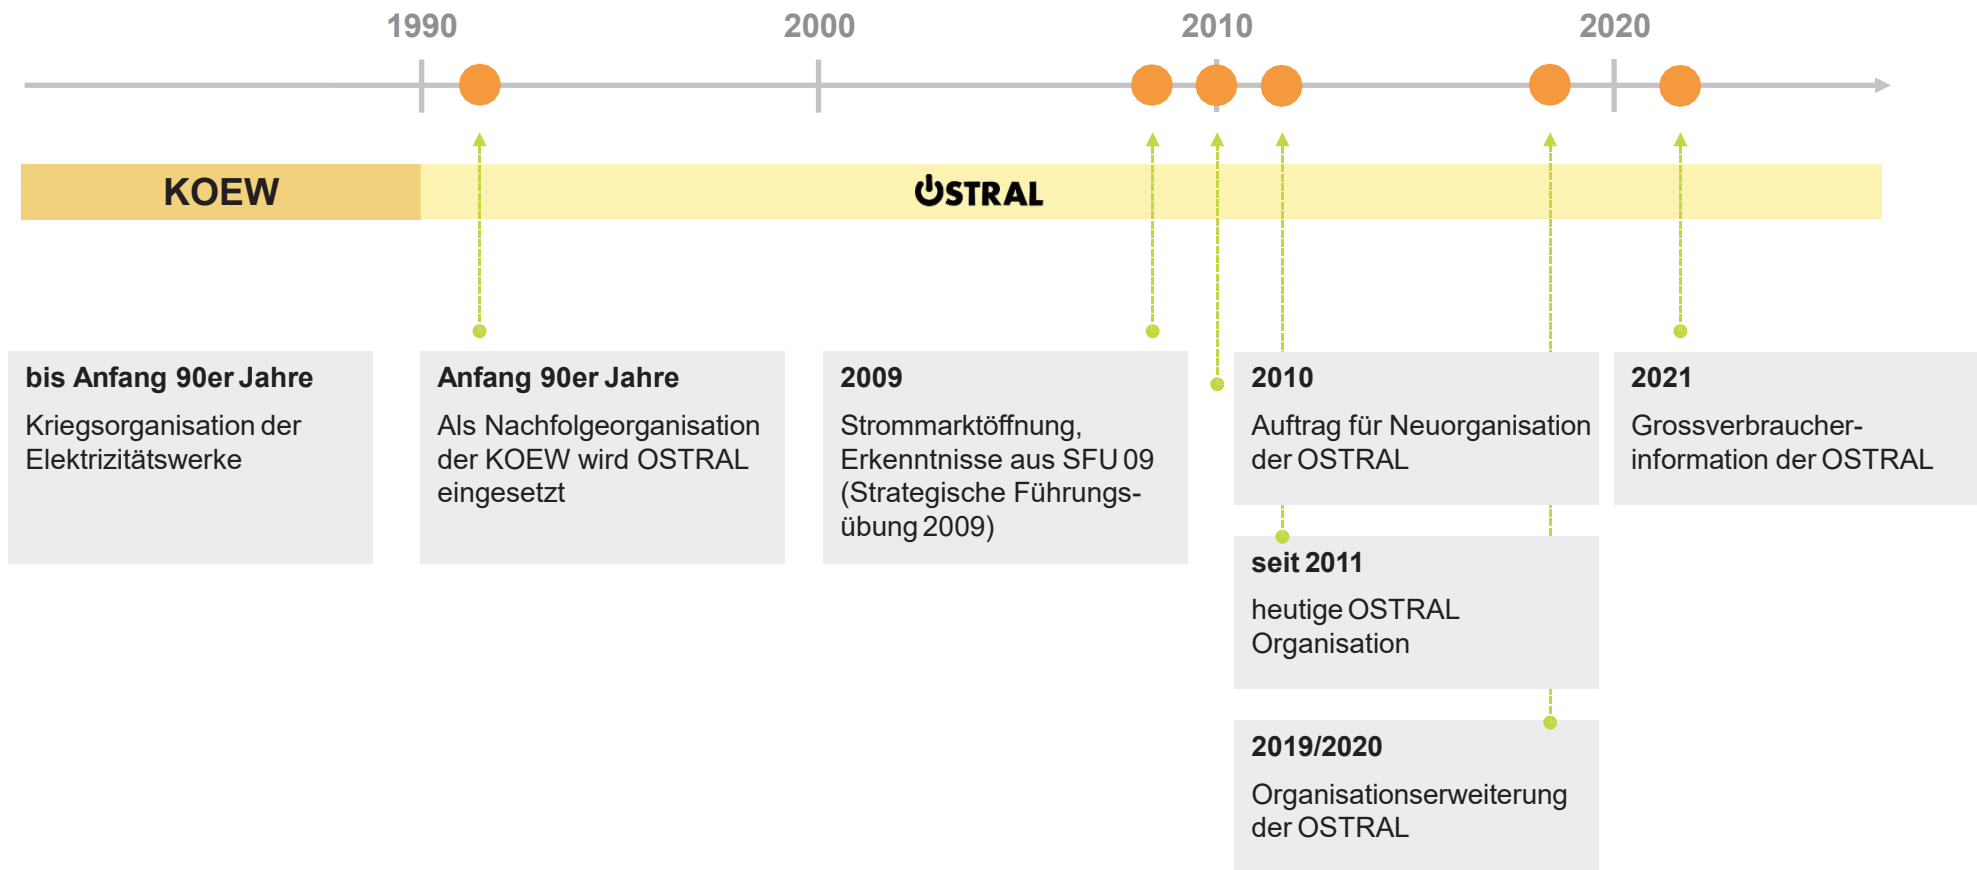 1990
2000
2010
2020
KOEW
OSTRAL
bis Anfang 90er Jahre
Kriegsorganisation der
Elektrizitätswerke
Anfang 90er Jahre
Als Nachfolgeorganisation
der KOEW wird OSTRAL
eingesetzt
2009
Strommarktöffnung,
Erkenntnisse aus SFU 09
(Strategische Führungs-
übung 2009)
2010
Auftrag für Neuorganisation
der OSTRAL
seit 2011
heutige OSTRAL
Organisation
2019/2020
Organisationserweiterung
der OSTRAL
2021
Grossverbraucher-
information der OSTRAL